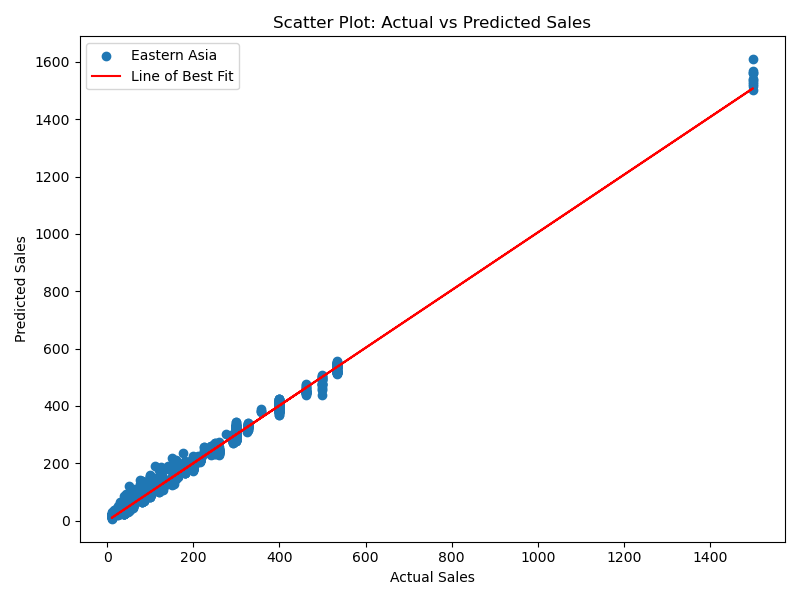 Scatter Plot: Actual vs Predicted Sales
Eastern Asia
Line of Best Fit
1600
1400
1200
1000
800
600
400
200
0
Predicted Sales
0 200 400 600 800 1000 1200 1400
Actual Sales